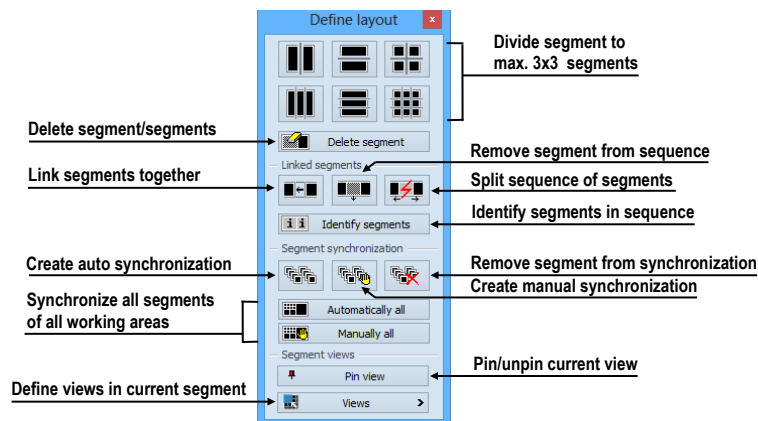 Define layout
x
Divide segment to
max. 3x3 segments
Delete segment/segments
Delete segment
Linked segments
Remove segment from sequence
Link segments together
Split sequence of segments
Identify segments in sequence
i i Identify segments
Segment synchronization
Create auto synchronization
Remove segment from synchronization
Create manual synchronization
Synchronize all segments
of all working areas
Automatically all
Manually all
Segment views
Pin view
Pin/unpin current view
Define views in current segment
Views >